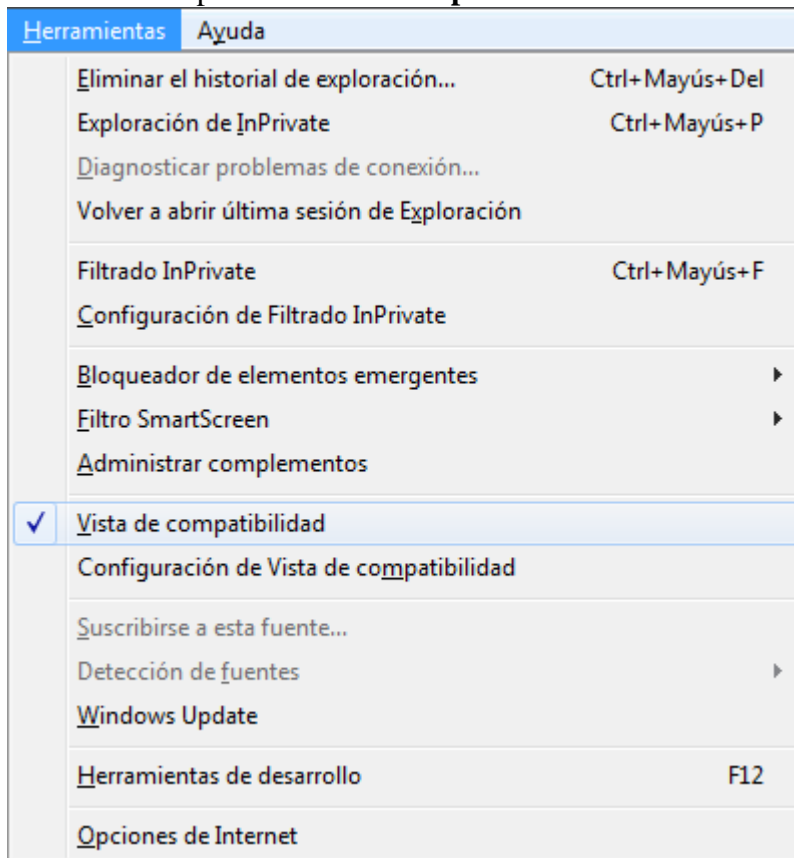 Herramientas Ayuda
Eliminar el historial de exploración... Ctrl+Mayús+Del
Exploración de InPrivate Ctrl+Mayús+P
Diagnosticar problemas de conexión...
Volver a abrir última sesión de Exploración
Filtrado InPrivate Ctrl+Mayús+F
Configuración de Filtrado InPrivate
Bloqueador de elementos emergentes
Filtro SmartScreen
Administrar complementos
Vista de compatibilidad
Configuración de Vista de compatibilidad
Suscribirse a esta fuente...
Detección de fuentes
Windows Update
Herramientas de desarrollo F12
Opciones de Internet